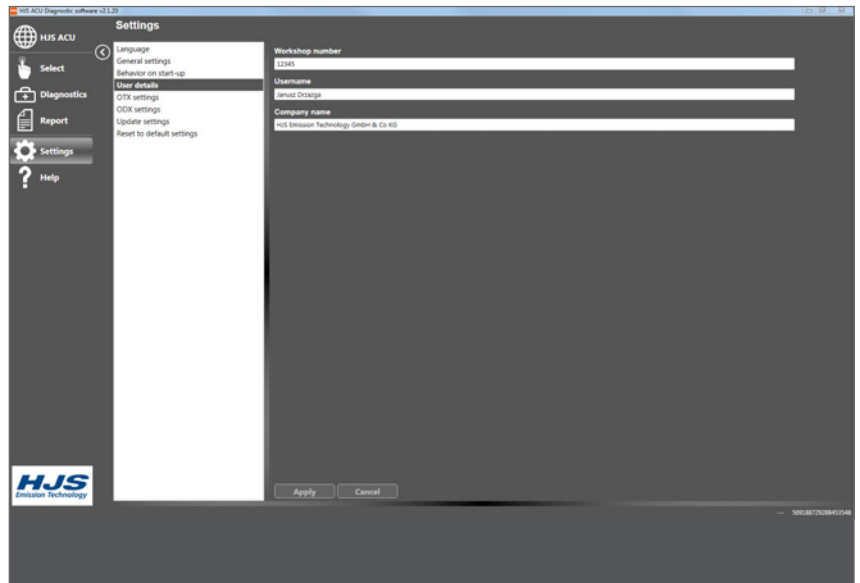 HJS ACU Diagnostic software v2.1.20
Settings
HJS ACU
Select
Diagnostics
Report
Settings
Help
Language
General settings
Behavior on start-up
User details
OTX settings
ODX settings
Update settings
Reset to default settings
Workshop number
12345
Username
Janusz Drzazga
Company name
HJS Emission Technology GmbH & Co KG
Apply
Cancel
HJS
Emission Technology